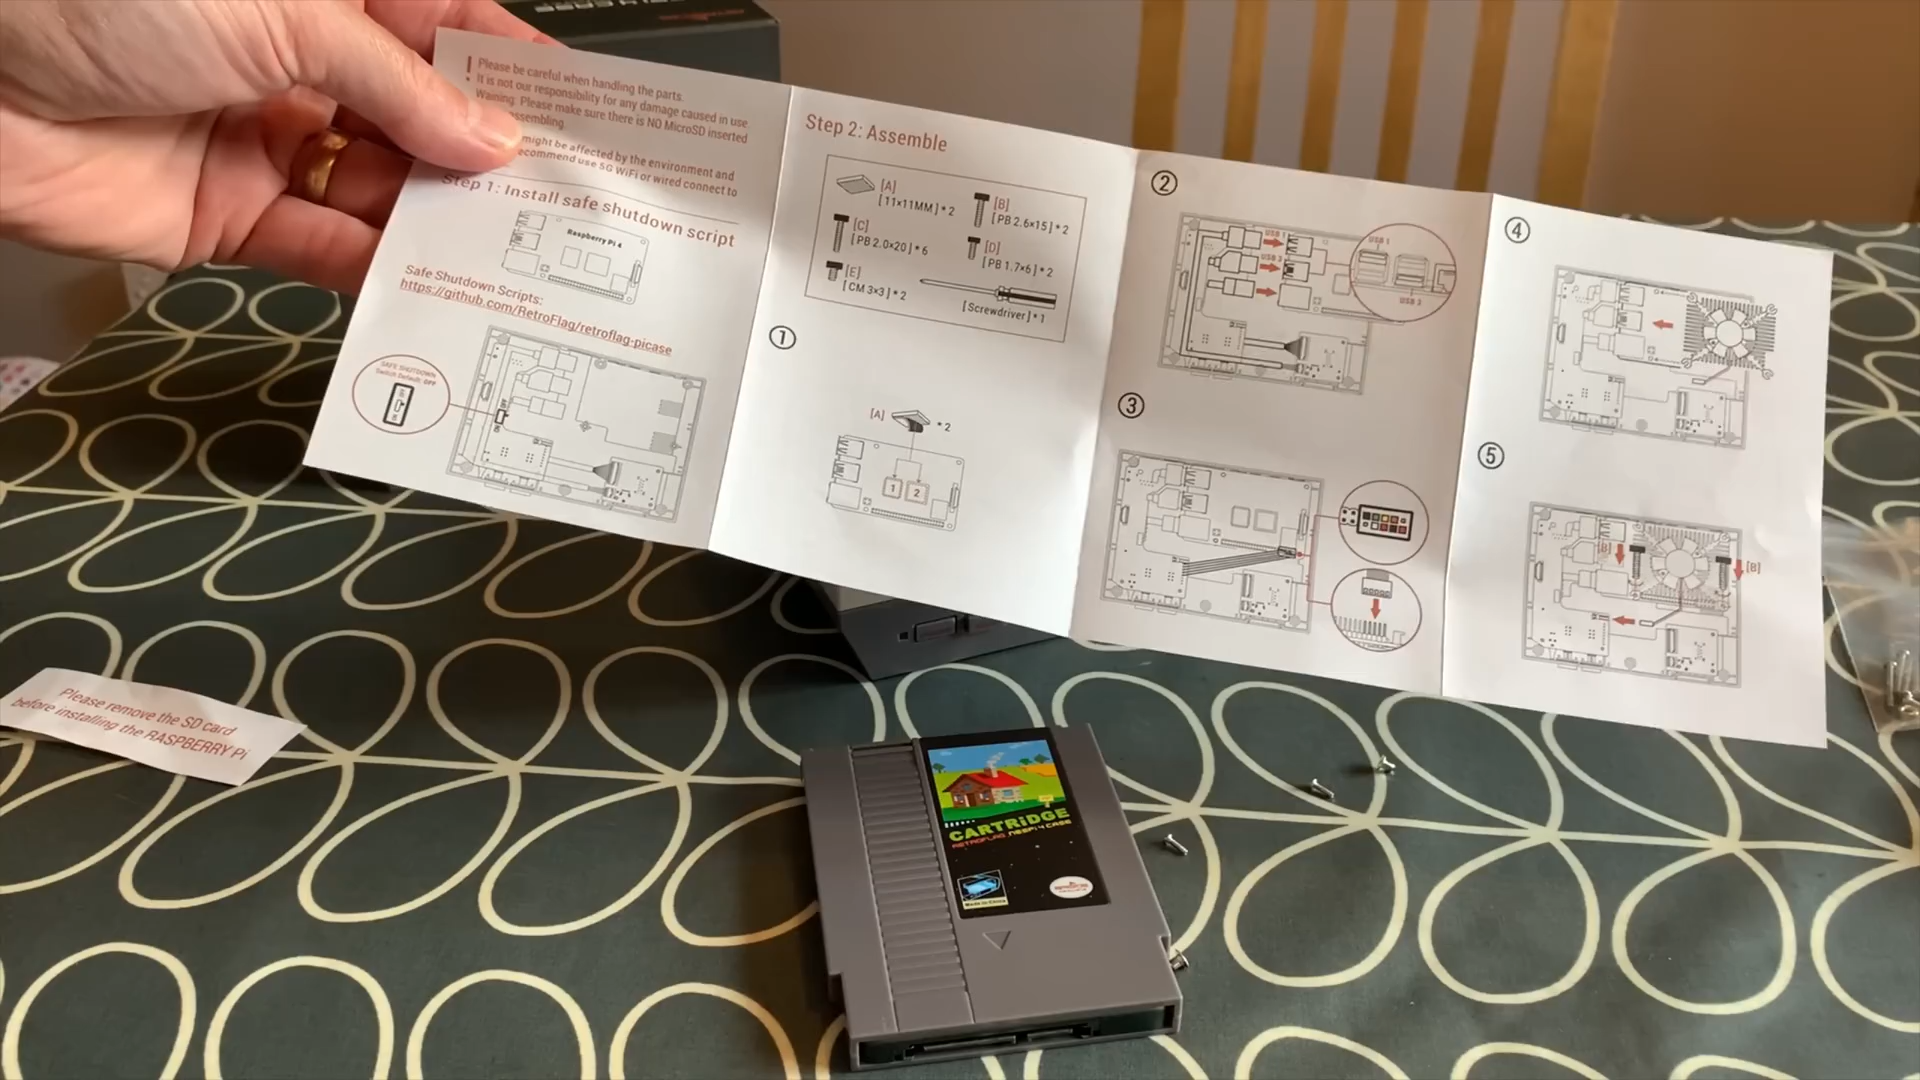 Please be careful when handling the parts.
It is not our responsibility for any damage caused in use
Waining: Please make sure there is NO MicroSD inserted
assembling
might be affected by the environment and
recommend use 5G WiFi or wired connect to
Step 1: Install safe shutdown script
Raspberry Pi 4
Safe Shutdown Scripts:
https://github.com/RetroFlag/retroflag-picase
SAFE SHUTDOWN
Switch Default: OFF
Step 2: Assemble
[A]
[11×11MM] * 2
[B]
[PB 2.6×15] * 2
[C]
[PB 2.0×20] * 6
[D]
[PB 1.7×6] * 2
[E]
[CM 3×3] * 2
[Screwdriver] * 1
1
[A]
* 2
1
2
2
USB 1
USB 3
USB 1
USB 3
3
4
5
[B]
[B]
Please remove the SD card
before installing the RASPBERRY Pi
CARTRiDGE
RETROFLAG NESPi 4 CASE
Made in China